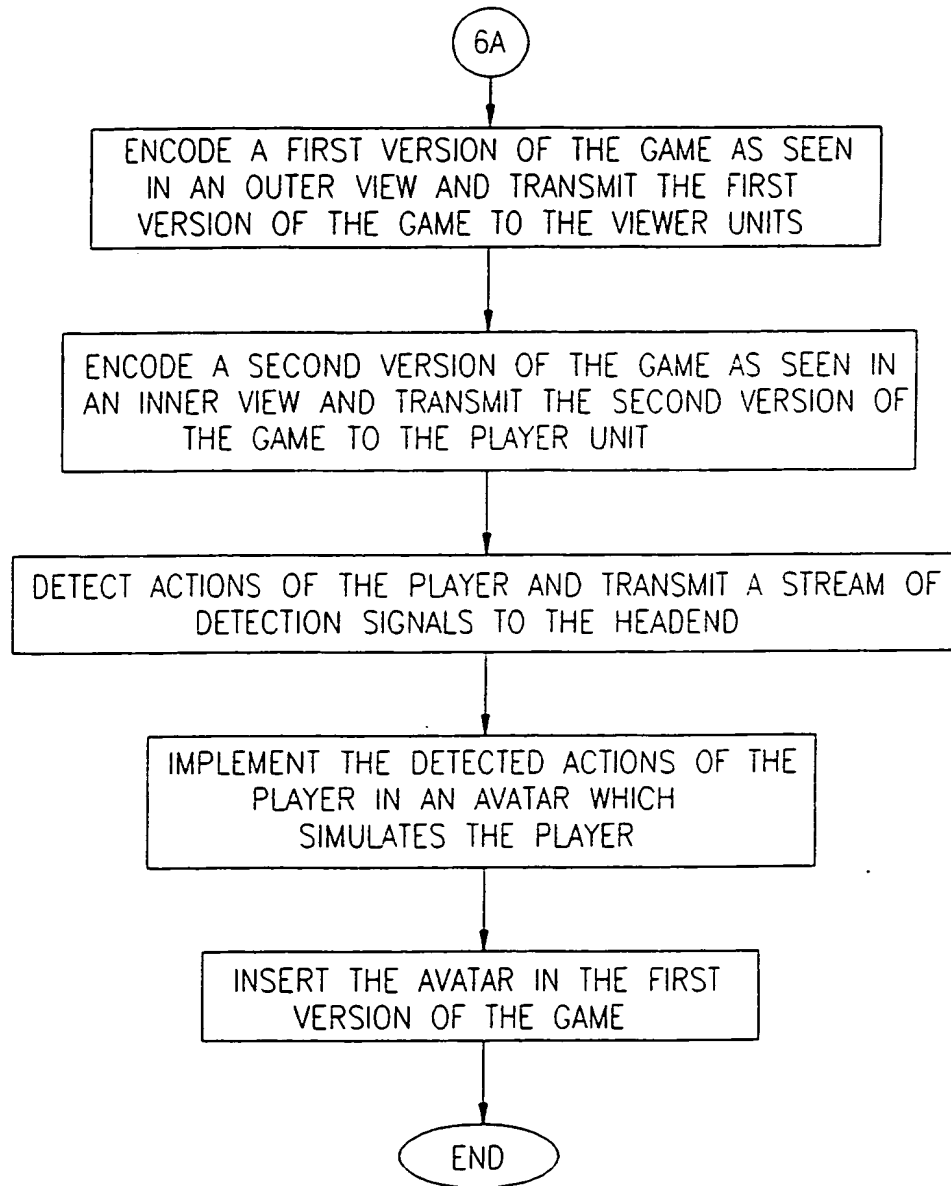 6A
ENCODE A FIRST VERSION OF THE GAME AS SEEN
IN AN OUTER VIEW AND TRANSMIT THE FIRST
VERSION OF THE GAME TO THE VIEWER UNITS
ENCODE A SECOND VERSION OF THE GAME AS SEEN IN
AN INNER VIEW AND TRANSMIT THE SECOND VERSION OF
THE GAME TO THE PLAYER UNIT
DETECT ACTIONS OF THE PLAYER AND TRANSMIT A STREAM OF
DETECTION SIGNALS TO THE HEADEND
IMPLEMENT THE DETECTED ACTIONS OF THE
PLAYER IN AN AVATAR WHICH
SIMULATES THE PLAYER
INSERT THE AVATAR IN THE FIRST
VERSION OF THE GAME
END